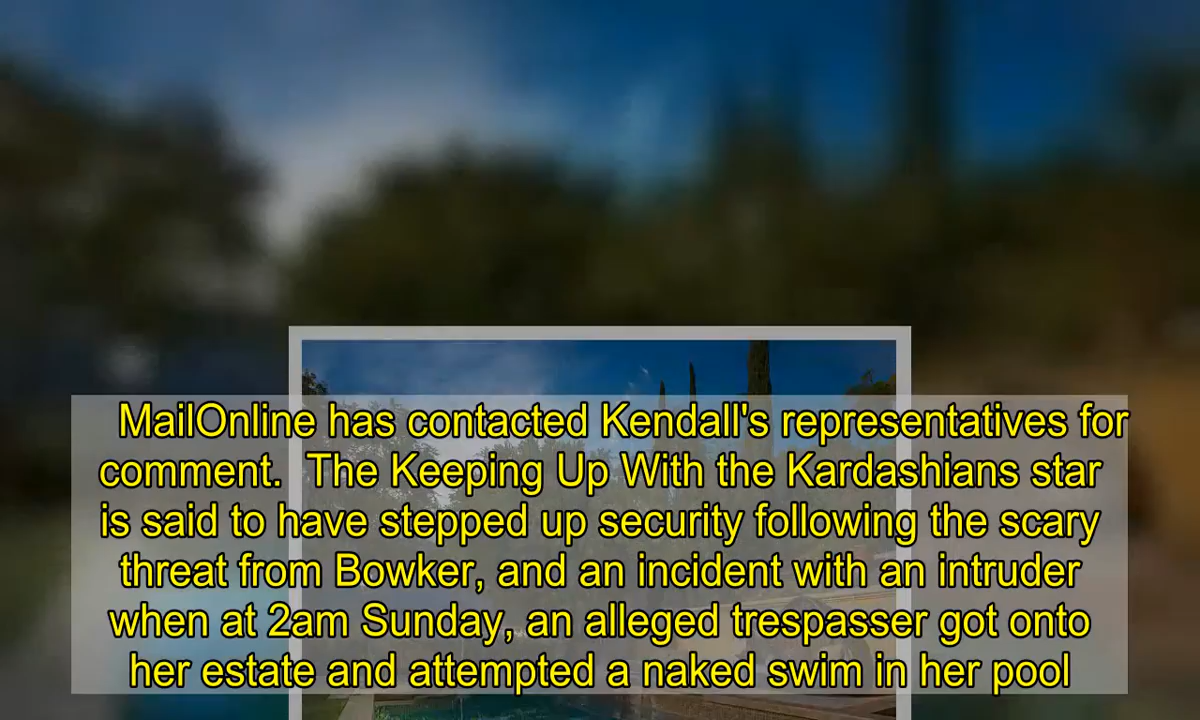 MailOnline has contacted Kendall's representatives for
comment. The Keeping Up With the Kardashians star
is said to have stepped up security following the scary
threat from Bowker, and an incident with an intruder
when at 2am Sunday, an alleged trespasser got onto
her estate and attempted a naked swim in her pool